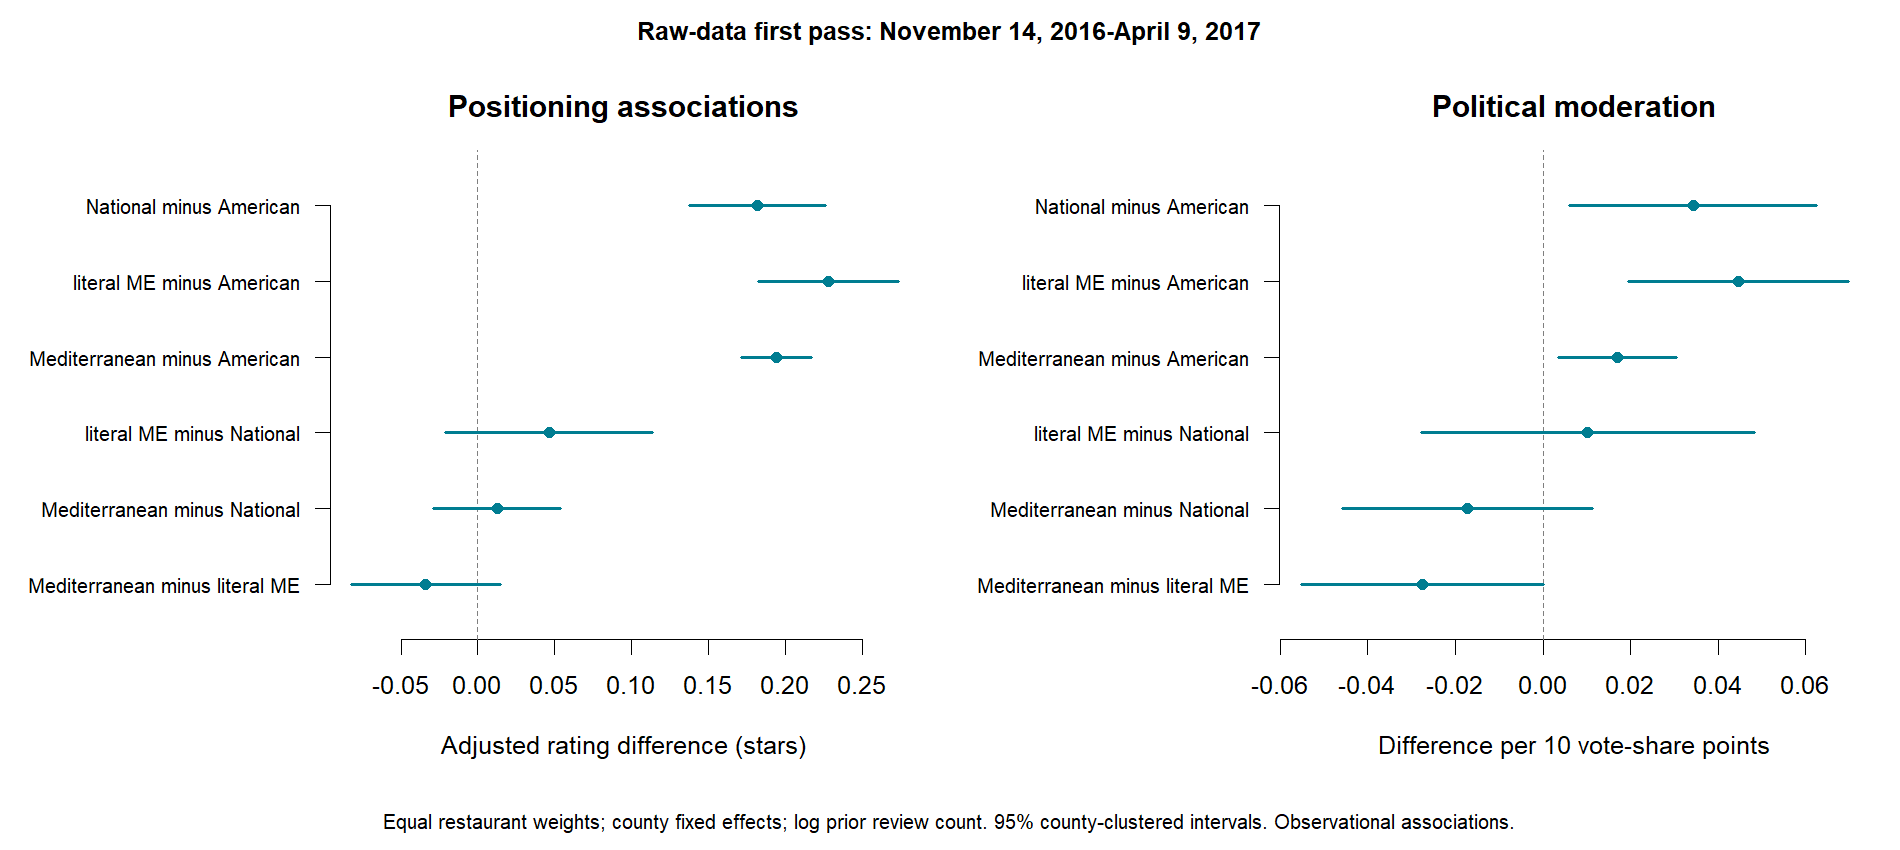 Raw-data first pass: November 14, 2016-April 9, 2017
Positioning associations
National minus American
literal ME minus American
Mediterranean minus American
literal ME minus National
Mediterranean minus National
Mediterranean minus literal ME
-0.05 0.00 0.05 0.10 0.15 0.20 0.25
Adjusted rating difference (stars)
Political moderation
National minus American
literal ME minus American
Mediterranean minus American
literal ME minus National
Mediterranean minus National
Mediterranean minus literal ME
-0.06 -0.04 -0.02 0.00 0.02 0.04 0.06
Difference per 10 vote-share points
Equal restaurant weights; county fixed effects; log prior review count. 95% county-clustered intervals. Observational associations.